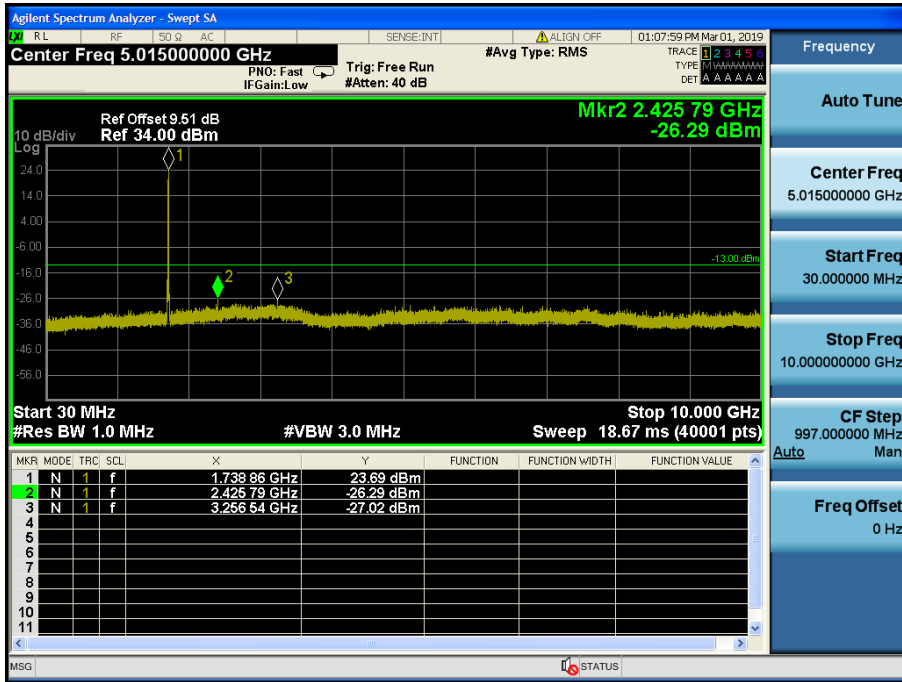 Agilent Spectrum Analyzer - Swept SA
LXI RL RF 50 Ω AC SENSE:INT ALIGN OFF 01:07:59 PM Mar 01, 2019
Center Freq 5.015000000 GHz
PNO: Fast
IFGain:Low
Trig: Free Run
#Atten: 40 dB
#Avg Type: RMS
TRACE 1 2 3 4 5 6
TYPE M
DET A A A A A A
Frequency
Auto Tune
Center Freq
5.015000000 GHz
Start Freq
30.000000 MHz
Stop Freq
10.000000000 GHz
CF Step
997.000000 MHz
Auto Man
Freq Offset
0 Hz
Mkr2 2.425 79 GHz
-26.29 dBm
Ref Offset 9.51 dB
10 dB/div Ref 34.00 dBm
Log
1
24.0
14.0
4.00
-6.00
-13.00 dBm
-16.0
2
3
-26.0
-36.0
-46.0
-56.0
Start 30 MHz Stop 10.000 GHz
#Res BW 1.0 MHz #VBW 3.0 MHz Sweep 18.67 ms (40001 pts)
MKR MODE TRC SCL X Y FUNCTION FUNCTION WIDTH FUNCTION VALUE
1 N 1 f 1.738 86 GHz 23.69 dBm
2 N 1 f 2.425 79 GHz -26.29 dBm
3 N 1 f 3.256 54 GHz -27.02 dBm
4
5
6
7
8
9
10
11
MSG STATUS